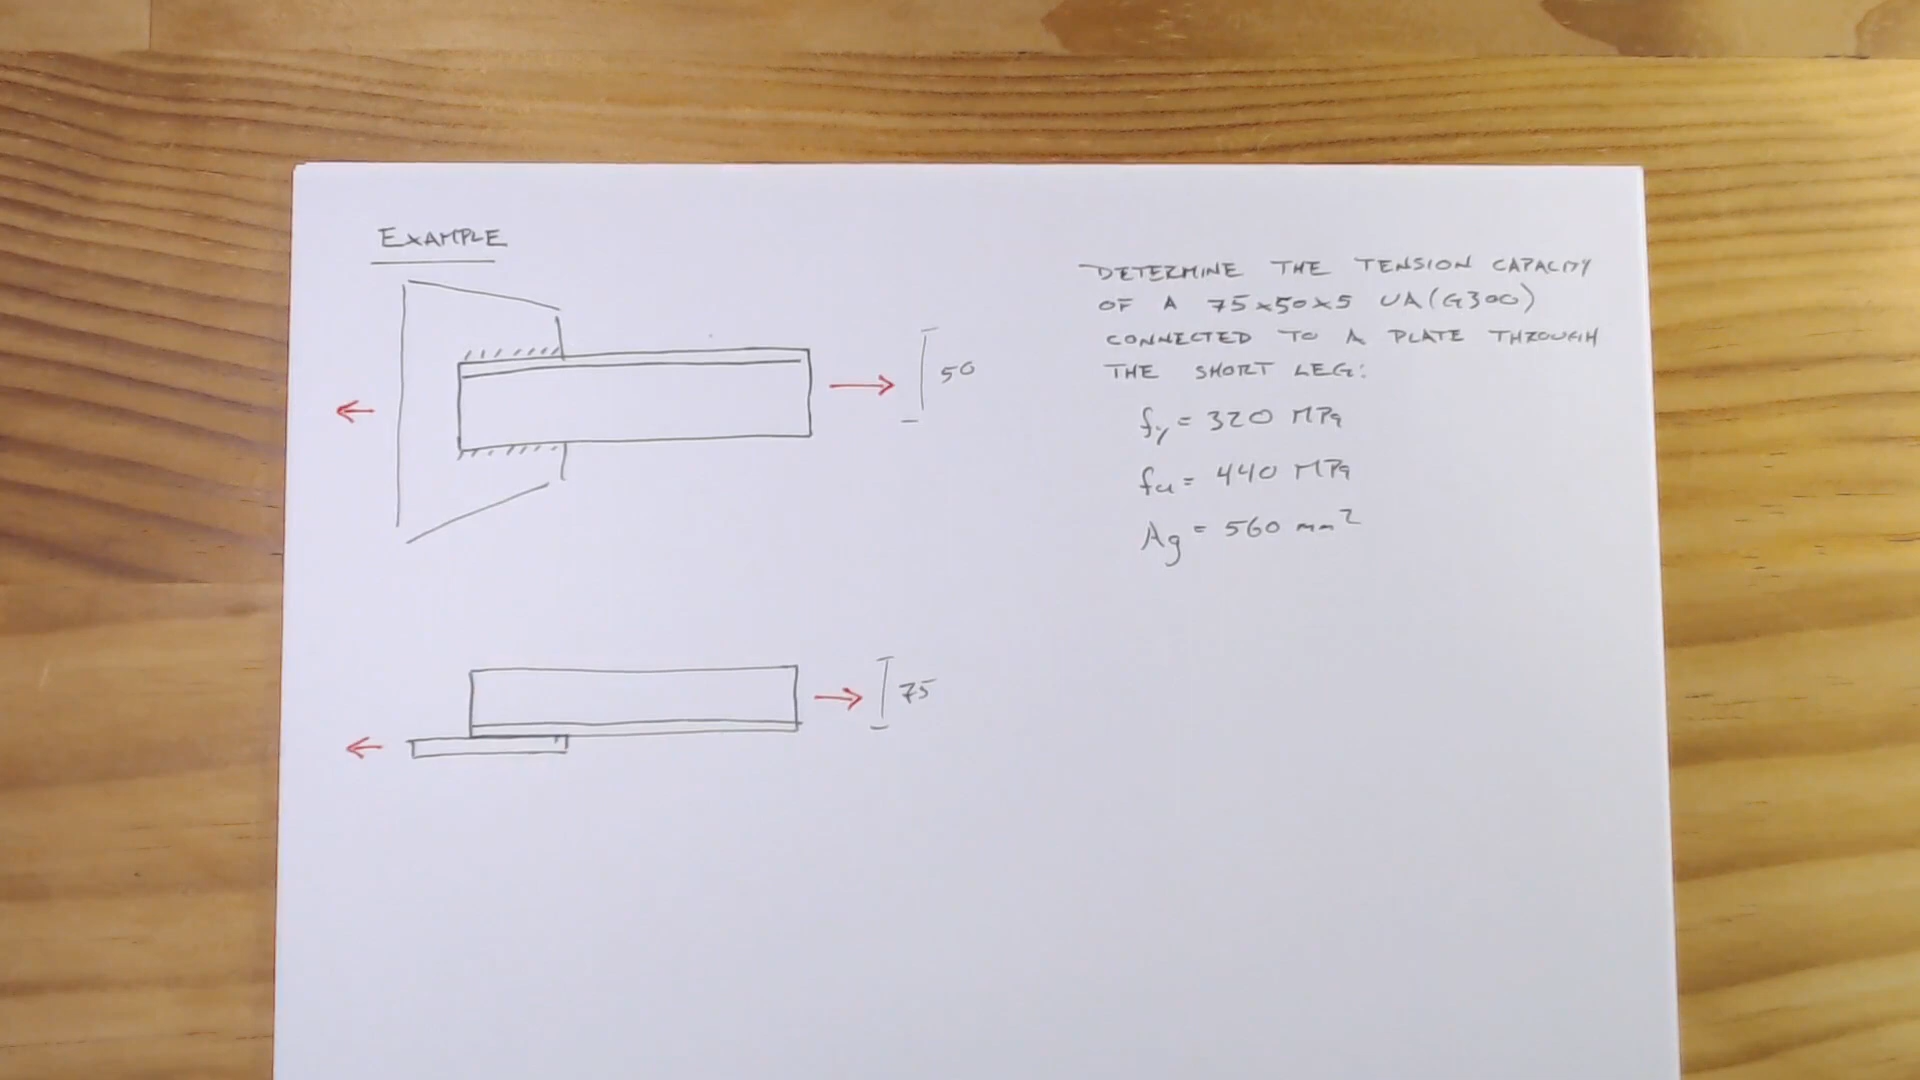 EXAMPLE
50
75
DETERMINE THE TENSION CAPACITY
OF A 75x50x5 UA(G300)
CONNECTED TO A PLATE THROUGH
THE SHORT LEG:
fy = 320 MPa
fu = 440 MPa
Ag = 560 mm²